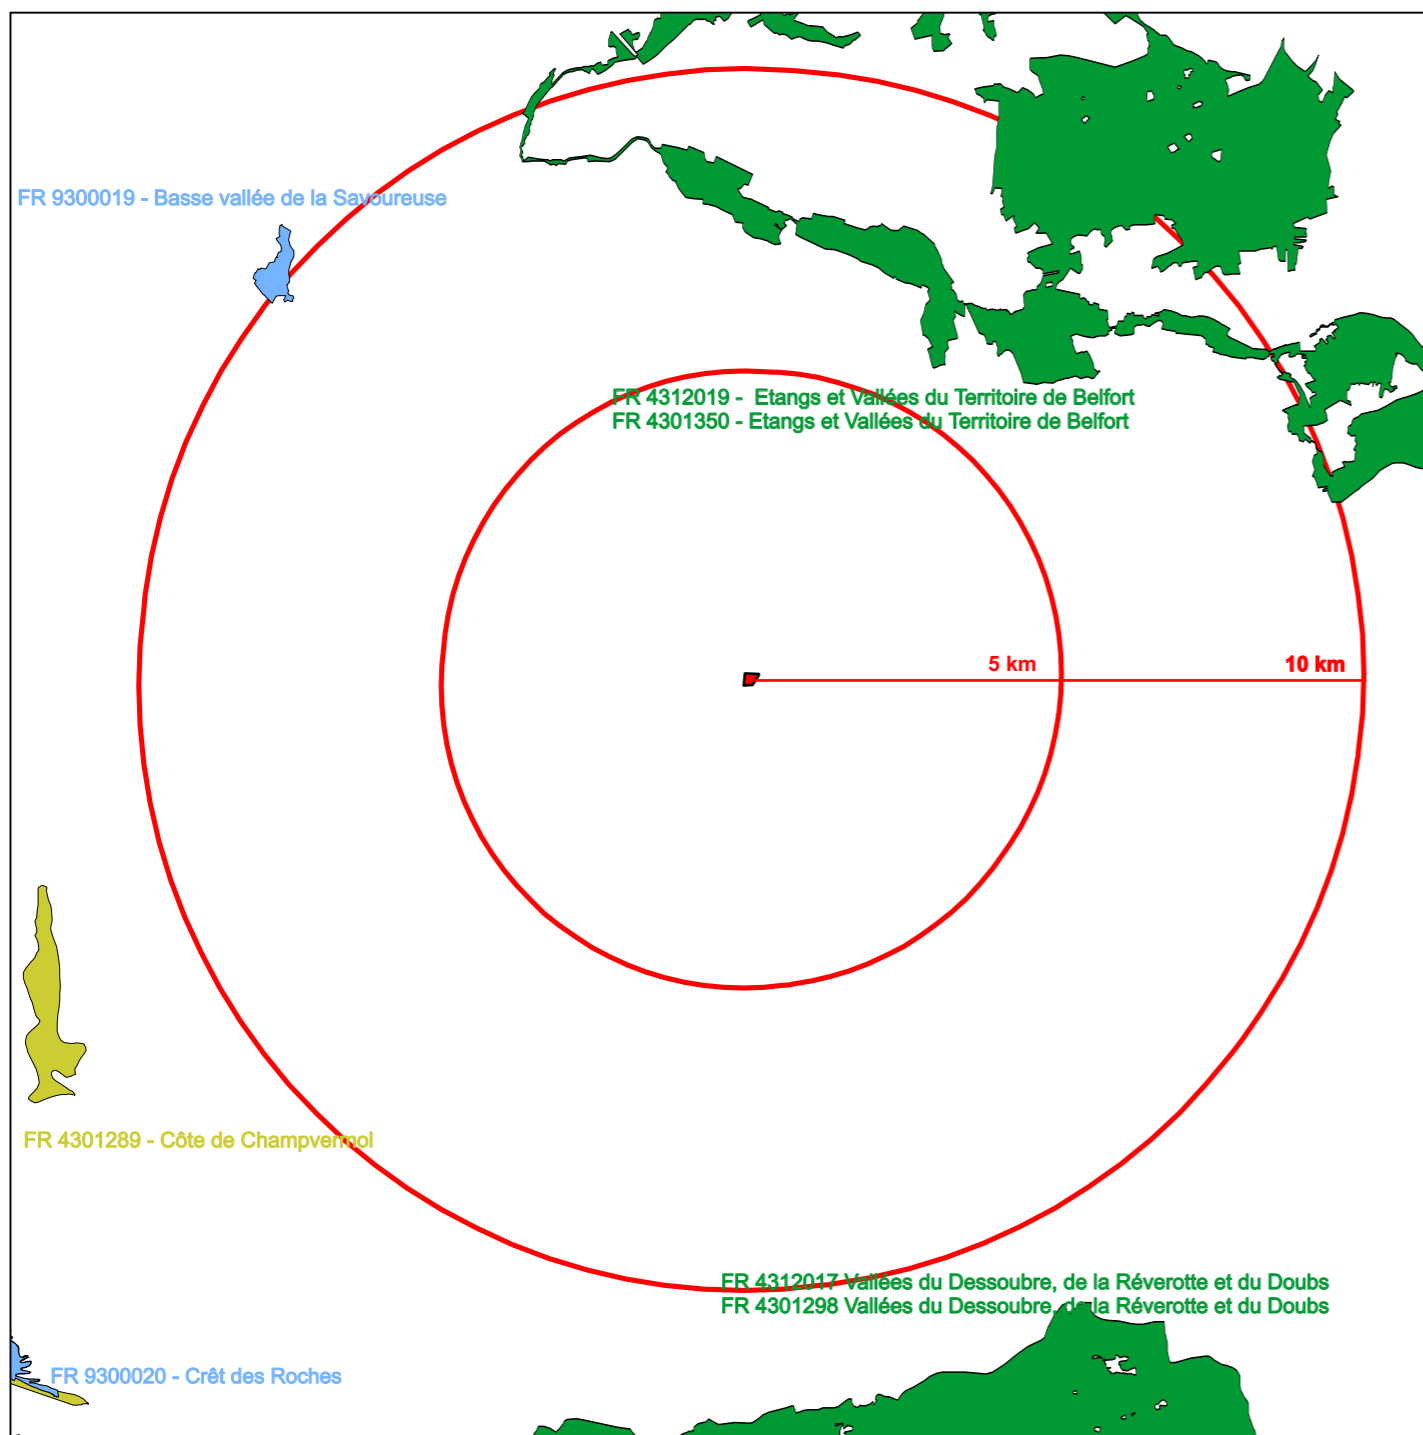 FR 9300019 - Basse vallée de la Savoureuse
FR 4312019 - Etangs et Vallées du Territoire de Belfort
FR 4301350 - Etangs et Vallées du Territoire de Belfort
5 km
10 km
FR 4301289 - Côte de Champvermol
FR 4312017 Vallées du Dessoubre, de la Réverotte et du Doubs
FR 4301298 Vallées du Dessoubre, de la Réverotte et du Doubs
FR 9300020 - Crêt des Roches